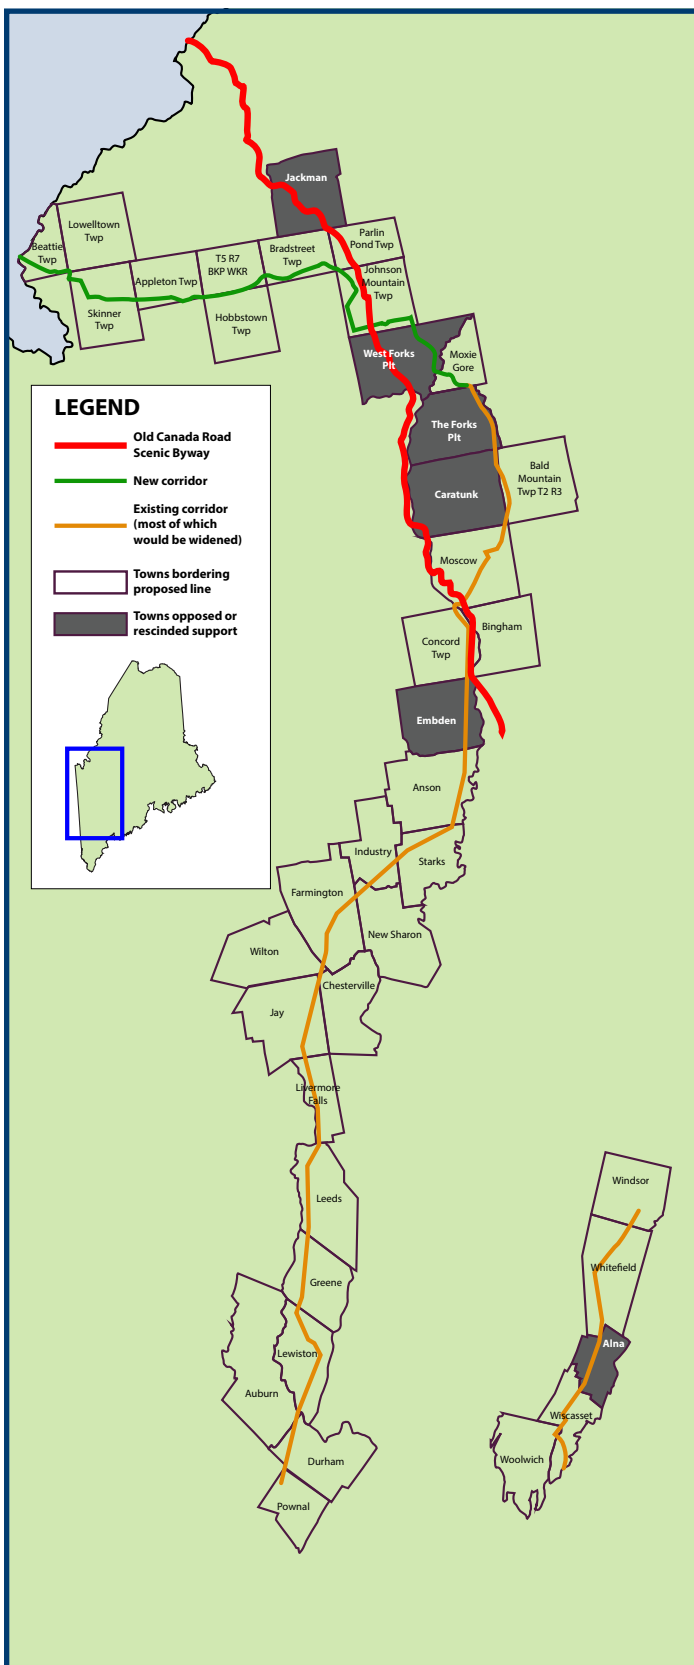 Jackman
Lowelltown
Twp
Parlin
Pond Twp
Beattie
Twp
T5 R7
BKP WKR
Bradstreet
Twp
Johnson
Mountain
Twp
Appleton Twp
Skinner
Twp
Hobbstown
Twp
West Forks
Plt
Moxie
Gore
LEGEND
Old Canada Road
Scenic Byway
New corridor
Existing corridor
(most of which
would be widened)
Towns bordering
proposed line
Towns opposed or
rescinded support
The Forks
Plt
Bald
Mountain
Twp T2 R3
Caratunk
Moscow
Concord
Twp
Bingham
Embden
Anson
Industry
Starks
Farmington
New Sharon
Wilton
Chesterville
Jay
Livermore
Falls
Leeds
Greene
Lewiston
Auburn
Durham
Pownal
Windsor
Whitefield
Alna
Wiscasset
Woolwich